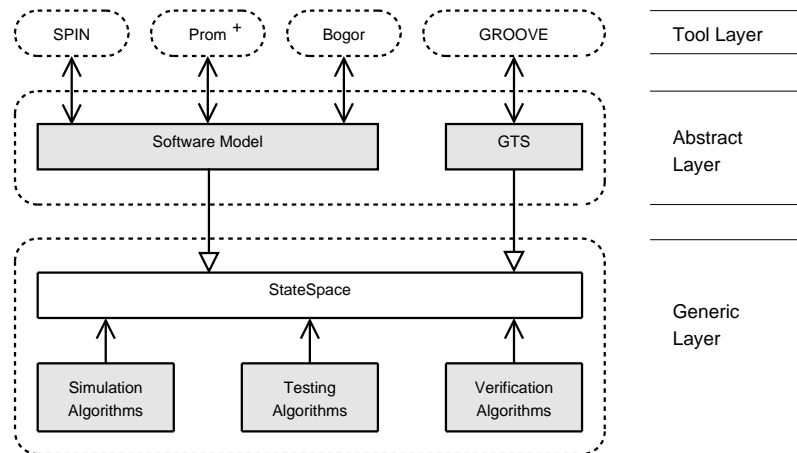 SPIN
Prom +
Bogor
GROOVE
Tool Layer
Software Model
GTS
Abstract
Layer
StateSpace
Generic
Layer
Simulation
Algorithms
Testing
Algorithms
Verification
Algorithms